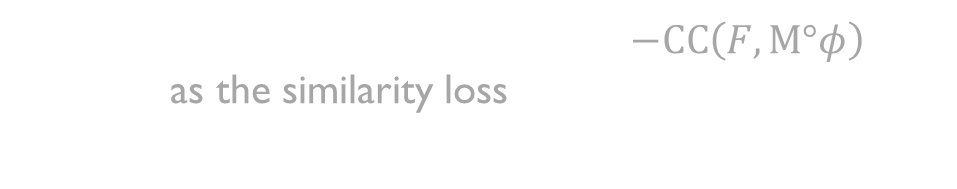 −CC(F, M°ϕ)
as the similarity loss